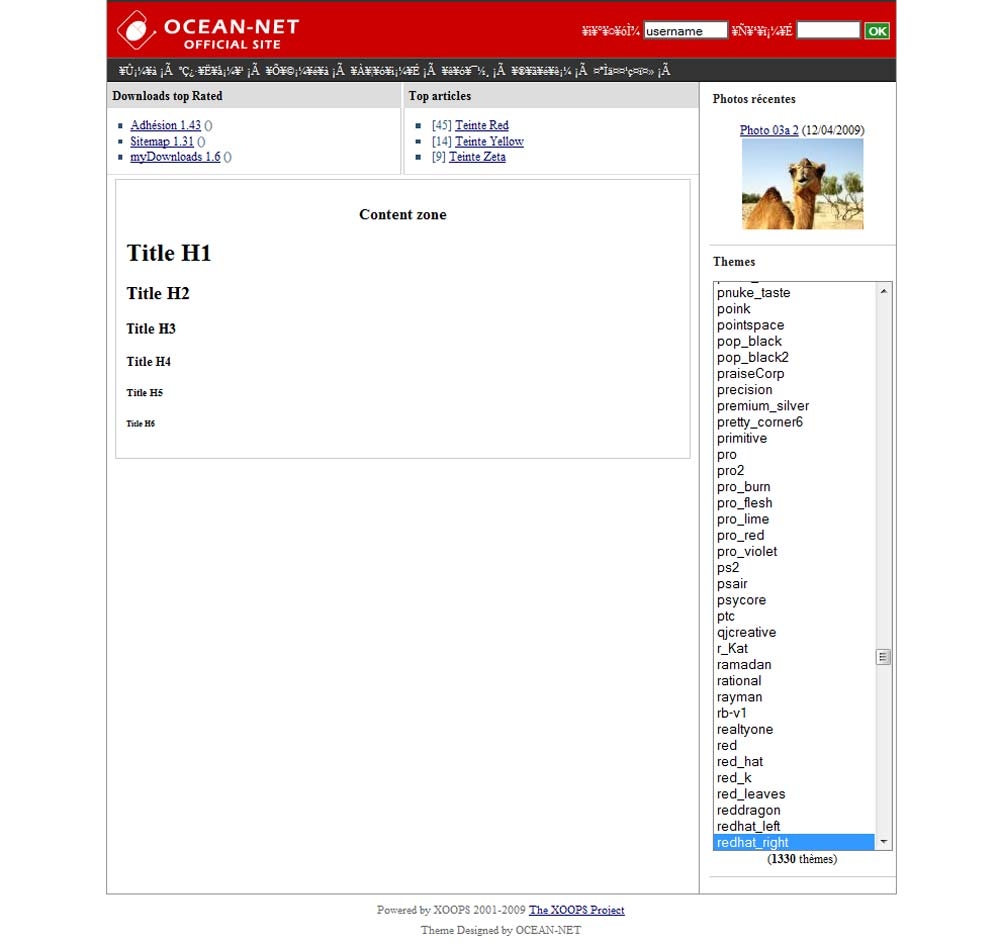 OCEAN-NET
OFFICIAL SITE
username
OK
Downloads top Rated
Adhésion 1.43 ()
Sitemap 1.31 ()
myDownloads 1.6 ()
Top articles
[45] Teinte Red
[14] Teinte Yellow
[9] Teinte Zeta
Content zone
Title H1
Title H2
Title H3
Title H4
Title H5
Title H6
Photos récentes
Photo 03a 2 (12/04/2009)
Themes
pnuke_taste
poink
pointspace
pop_black
pop_black2
praiseCorp
precision
premium_silver
pretty_corner6
primitive
pro
pro2
pro_burn
pro_flesh
pro_lime
pro_red
pro_violet
ps2
psair
psycore
ptc
qjcreative
r_Kat
ramadan
rational
rayman
rb-v1
realtyone
red
red_hat
red_k
red_leaves
reddragon
redhat_left
redhat_right
(1330 thèmes)
Powered by XOOPS 2001-2009 The XOOPS Project
Theme Designed by OCEAN-NET